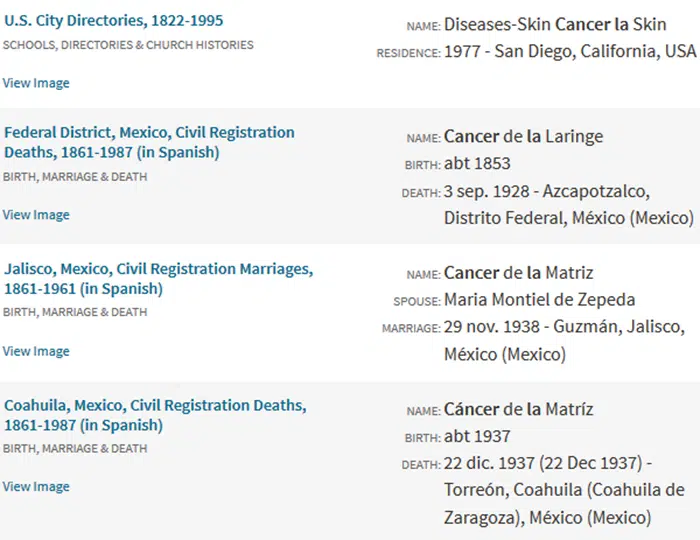 U.S. City Directories, 1822-1995
SCHOOLS, DIRECTORIES & CHURCH HISTORIES
View Image
NAME: Diseases-Skin Cancer la Skin
RESIDENCE: 1977 - San Diego, California, USA
Federal District, Mexico, Civil Registration
Deaths, 1861-1987 (in Spanish)
BIRTH, MARRIAGE & DEATH
View Image
NAME: Cancer de la Laringe
BIRTH: abt 1853
DEATH: 3 sep. 1928 - Azcapotzalco,
Distrito Federal, México (Mexico)
Jalisco, Mexico, Civil Registration Marriages,
1861-1961 (in Spanish)
BIRTH, MARRIAGE & DEATH
View Image
NAME: Cancer de la Matriz
SPOUSE: Maria Montiel de Zepeda
MARRIAGE: 29 nov. 1938 - Guzmán, Jalisco,
México (Mexico)
Coahuila, Mexico, Civil Registration Deaths,
1861-1987 (in Spanish)
BIRTH, MARRIAGE & DEATH
View Image
NAME: Cáncer de la Matríz
BIRTH: abt 1937
DEATH: 22 dic. 1937 (22 Dec 1937) -
Torreón, Coahuila (Coahuila de
Zaragoza), México (Mexico)